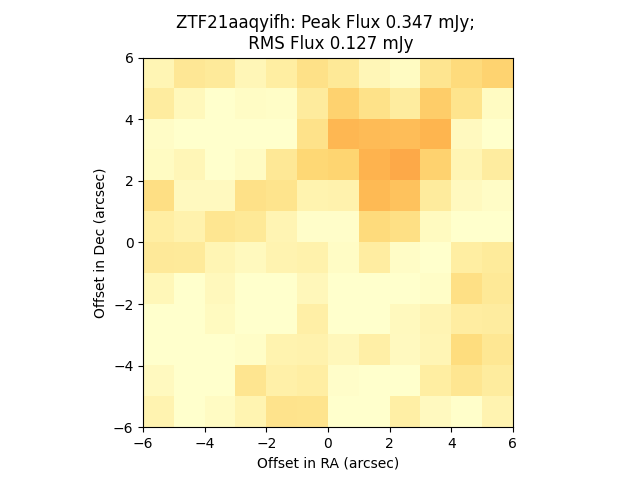 ZTF21aaqyifh: Peak Flux 0.347 mJy;
RMS Flux 0.127 mJy
6
4
2
0
−2
−4
−6
Offset in Dec (arcsec)
−6 −4 −2 0 2 4 6
Offset in RA (arcsec)